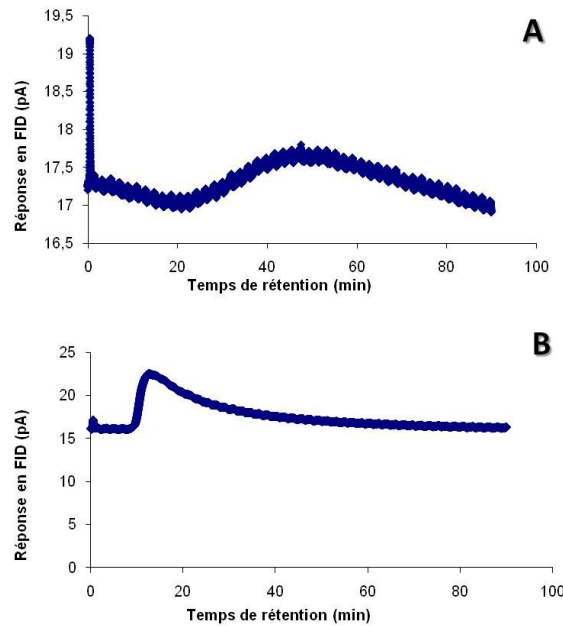 A
Réponse en FID (pA)
19,5
19
18,5
18
17,5
17
16,5
0 20 40 60 80 100
Temps de rétention (min)
B
Réponse en FID (pA)
25
20
15
10
5
0
0 20 40 60 80 100
Temps de rétention (min)